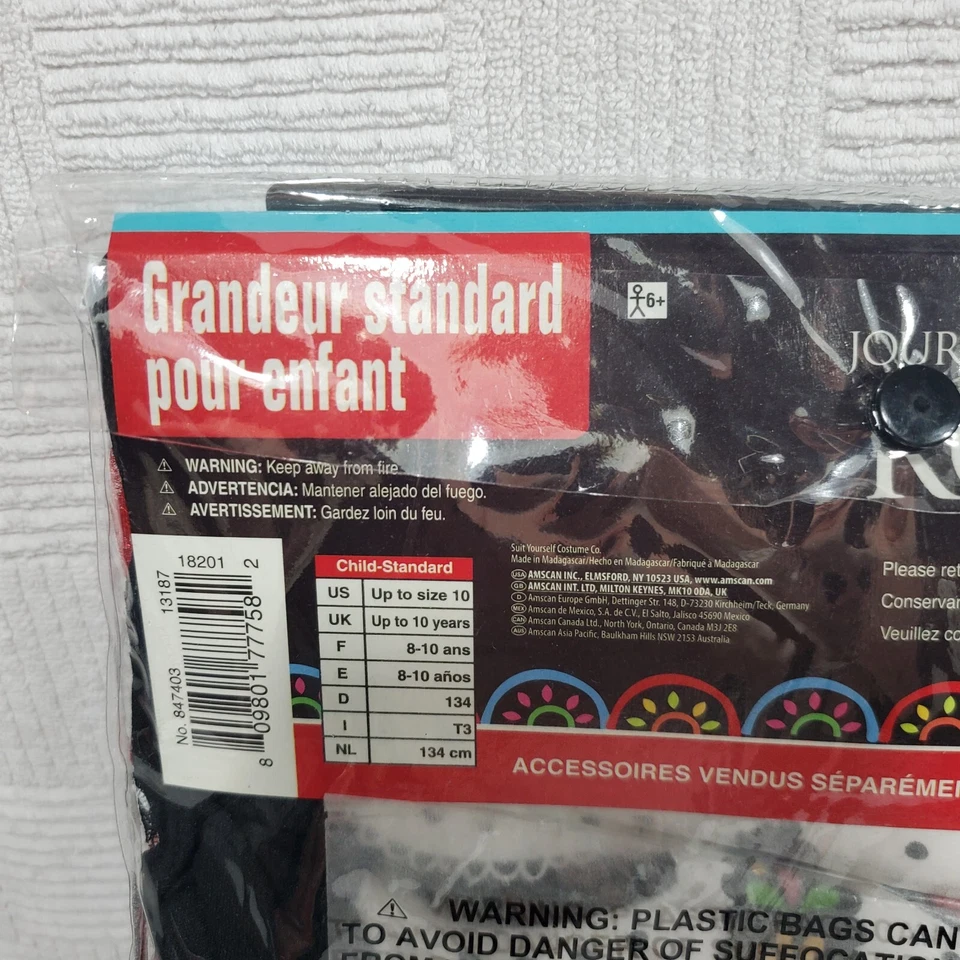 Grandeur standard
pour enfant
6+
JOUR
WARNING: Keep away from fire
ADVERTENCIA: Mantener alejado del fuego.
AVERTISSEMENT: Gardez loin du feu.
18201
13187
No. 847403
8 09801 77758 2
Child-Standard
US Up to size 10
UK Up to 10 years
F 8-10 ans
E 8-10 años
D 134
I T3
NL 134 cm
Suit Yourself Costume Co.
Made in Madagascar/Hecho en Madagascar/Fabriqué a Madagascar
USA AMSCAN INC., ELMSFORD, NY 10523 USA, www.amscan.com
GB AMSCAN INT. LTD, MILTON KEYNES, MK10 0DA, UK
D Amscan Europe GmbH, Dettinger Str. 148, D-73230 Kirchheim/Teck, Germany
MEX Amscan de Mexico, S.A. de C.V., El Salto, Jalisco 45690 Mexico
CAN Amscan Canada Ltd., North York, Ontario, Canada M3J 2E8
AUS Amscan Asia Pacific, Baulkham Hills NSW 2153 Australia
Please ret
Conservar
Veuillez co
ACCESSOIRES VENDUS SÉPARÉMEN
WARNING: PLASTIC BAGS CAN
TO AVOID DANGER OF SUFFOCATION
FROM